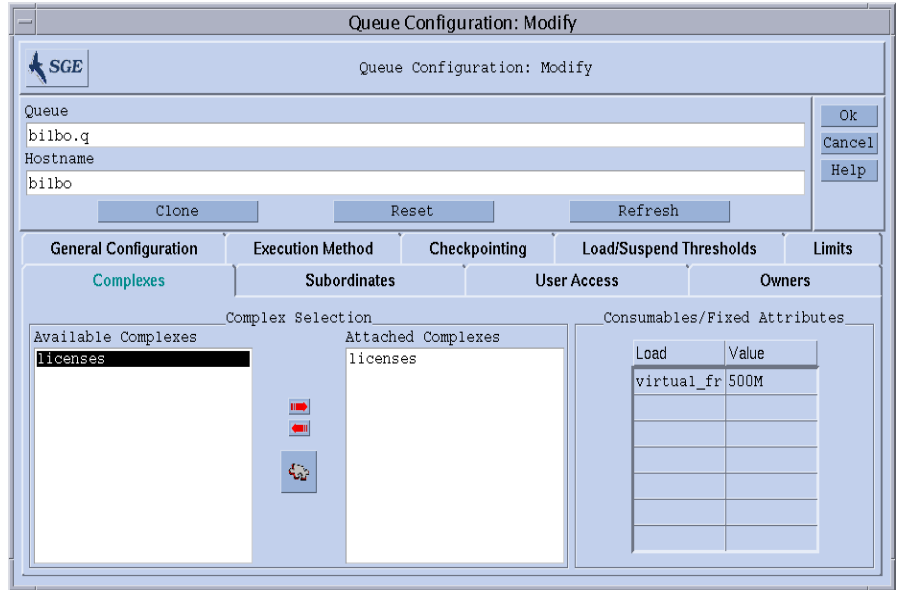 Queue Configuration: Modify
SGE
Queue Configuration: Modify
Queue
bilbo.q
Hostname
bilbo
Ok
Cancel
Help
Clone Reset Refresh
General Configuration Execution Method Checkpointing Load/Suspend Thresholds Limits
Complexes Subordinates User Access Owners
Complex Selection
Available Complexes Attached Complexes
licenses licenses
Consumables/Fixed Attributes
Load Value
virtual_fr 500M